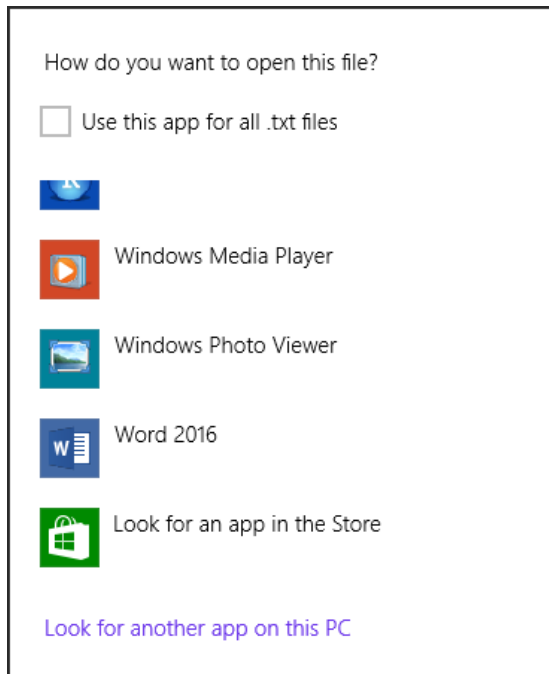 How do you want to open this file?
Use this app for all .txt files
Windows Media Player
Windows Photo Viewer
W
Word 2016
Look for an app in the Store
Look for another app on this PC